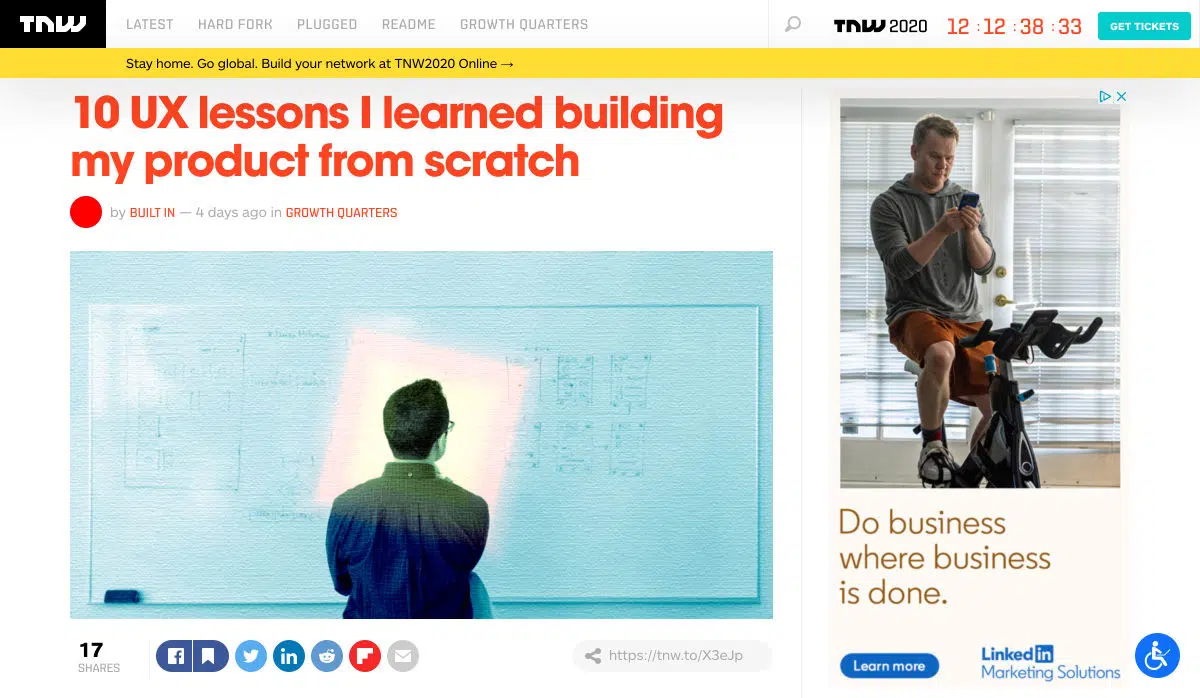 TNW
LATEST HARD FORK PLUGGED README GROWTH QUARTERS
TNW2020 12 : 12 : 38 : 33 GET TICKETS
Stay home. Go global. Build your network at TNW2020 Online →
10 UX lessons I learned building
my product from scratch
by BUILT IN — 4 days ago in GROWTH QUARTERS
17
SHARES
https://tnw.to/X3eJp
Do business
where business
is done.
Learn more
Linked in
Marketing Solutions